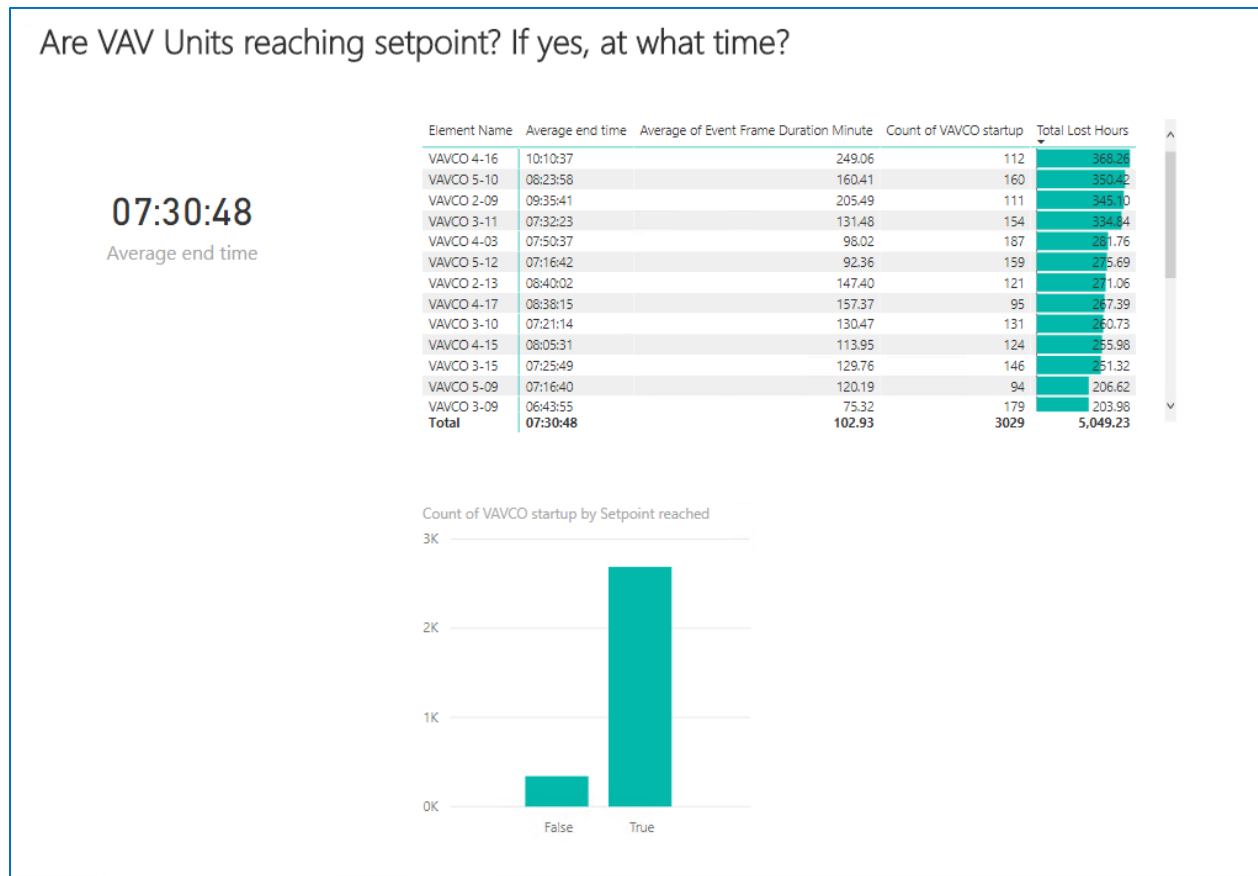 Are VAV Units reaching setpoint? If yes, at what time?
07:30:48
Average end time
Element Name Average end time Average of Event Frame Duration Minute Count of VAVCO startup Total Lost Hours
VAVCO 4-16 10:10:37 249.06 112 368.26
VAVCO 5-10 08:23:58 160.41 160 350.42
VAVCO 2-09 09:35:41 205.49 111 345.10
VAVCO 3-11 07:32:23 131.48 154 334.84
VAVCO 4-03 07:50:37 98.02 187 281.76
VAVCO 5-12 07:16:42 92.36 159 275.69
VAVCO 2-13 08:40:02 147.40 121 271.06
VAVCO 4-17 08:38:15 157.37 95 267.39
VAVCO 3-10 07:21:14 130.47 131 260.73
VAVCO 4-15 08:05:31 113.95 124 255.98
VAVCO 3-15 07:25:49 129.76 146 251.32
VAVCO 5-09 07:16:40 120.19 94 206.62
VAVCO 3-09 06:43:55 75.32 179 203.98
Total 07:30:48 102.93 3029 5,049.23
Count of VAVCO startup by Setpoint reached
3K
2K
1K
0K
False True